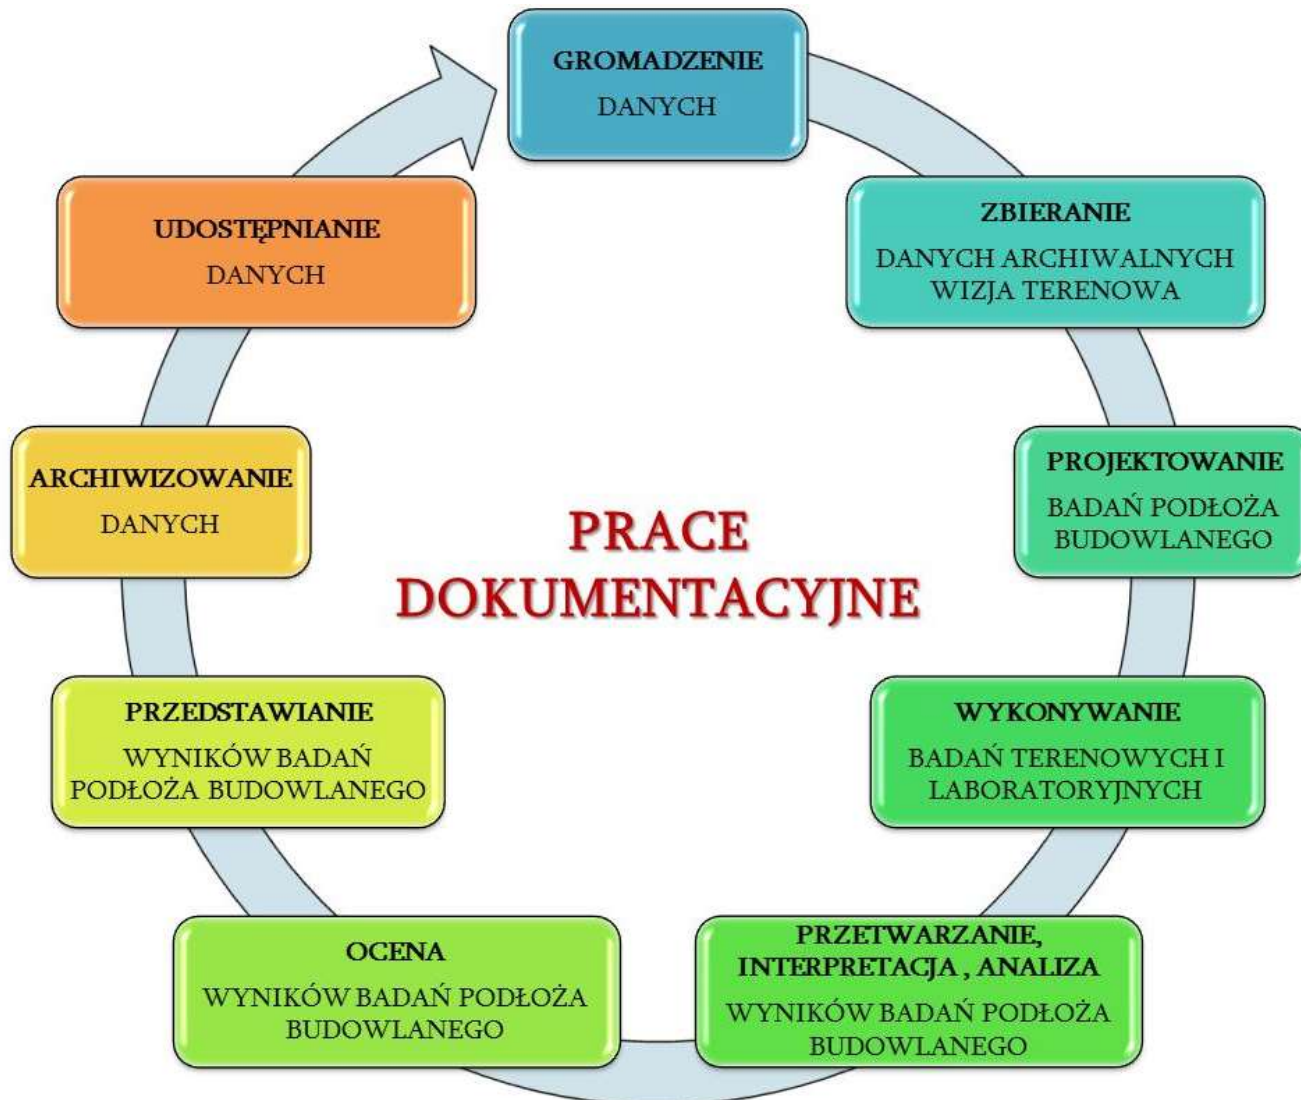 GROMADZENIE
DANYCH
ZBIERANIE
DANYCH ARCHIWALNYCH
WIZJA TERENOWA
PROJEKTOWANIE
BADAŃ PODŁOŻA
BUDOWLANEGO
WYKONYWANIE
BADAŃ TERENOWYCH I
LABORATORYJNYCH
PRZETWARZANIE,
INTERPRETACJA , ANALIZA
WYNIKÓW BADAŃ PODŁOŻA
BUDOWLANEGO
OCENA
WYNIKÓW BADAŃ PODŁOŻA
BUDOWLANEGO
PRZEDSTAWIANIE
WYNIKÓW BADAŃ
PODŁOŻA BUDOWLANEGO
ARCHIWIZOWANIE
DANYCH
UDOSTĘPNIANIE
DANYCH
PRACE
DOKUMENTACYJNE